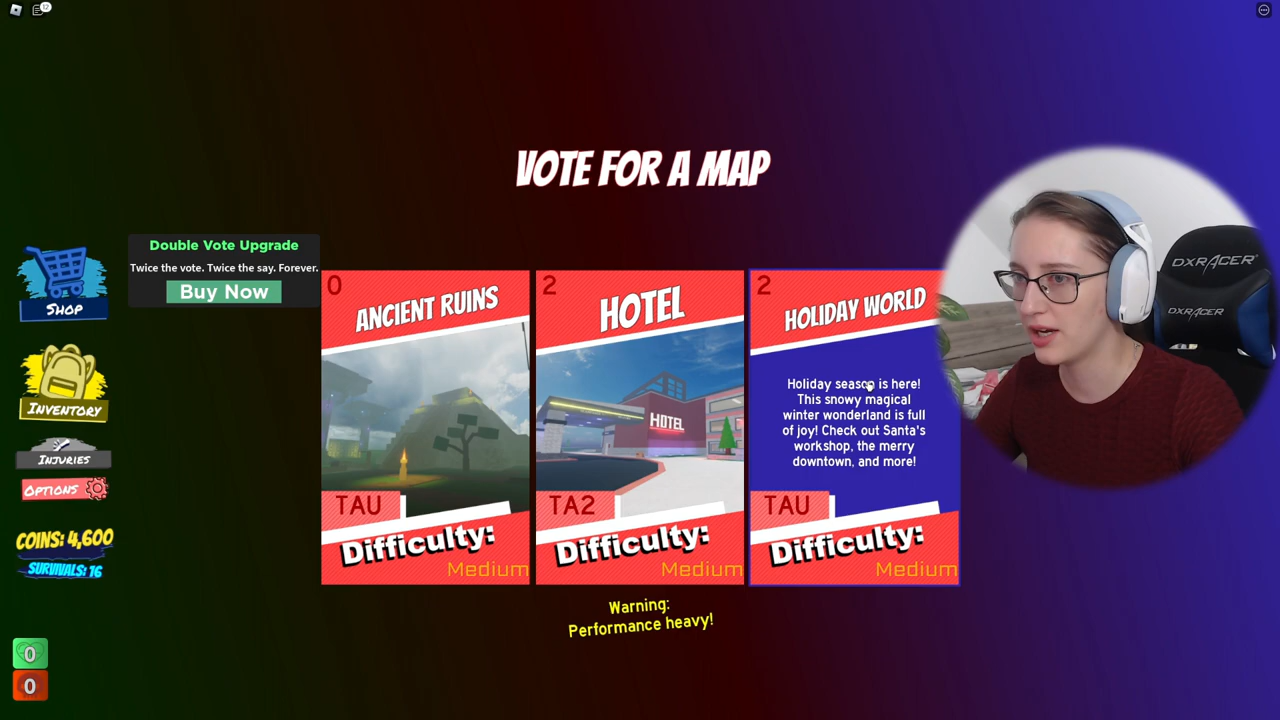 12
VOTE FOR A MAP
Double Vote Upgrade
Twice the vote. Twice the say. Forever.
Buy Now
SHOP
INVENTORY
INJURIES
OPTIONS
COINS: 4,600
SURVIVALS: 16
0
0
0
ANCIENT RUINS
TAU
Difficulty:
Medium
2
HOTEL
HOTEL
TA2
Difficulty:
Medium
Warning:
Performance heavy!
2
HOLIDAY WORLD
Holiday season is here!
This snowy magical
winter wonderland is full
of joy! Check out Santa's
workshop, the merry
downtown, and more!
TAU
Difficulty:
Medium
DXRACER
DXRACER